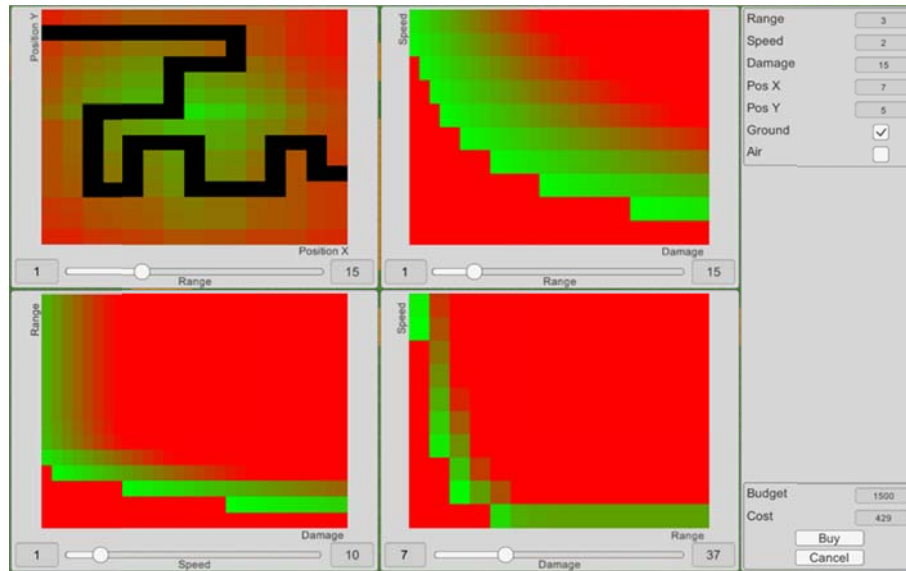 Position Y
Position X
1 15
Range
Speed
Damage
1 15
Range
Range
Damage
1 10
Speed
Speed
Range
7 37
Damage
Range 3
Speed 2
Damage 15
Pos X 7
Pos Y 5
Ground
Air
Budget 1500
Cost 429
Buy
Cancel